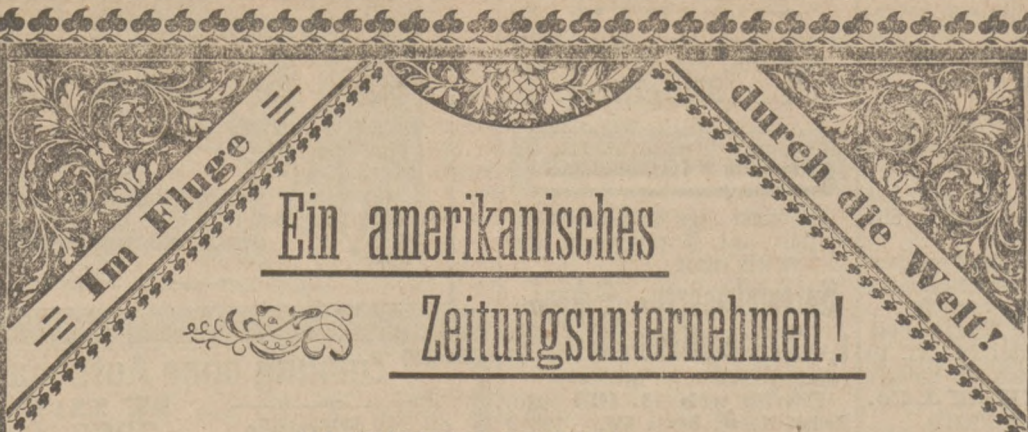 Im Fluge
durch die Welt!
Ein amerikanisches
Zeitungsunternehmen!